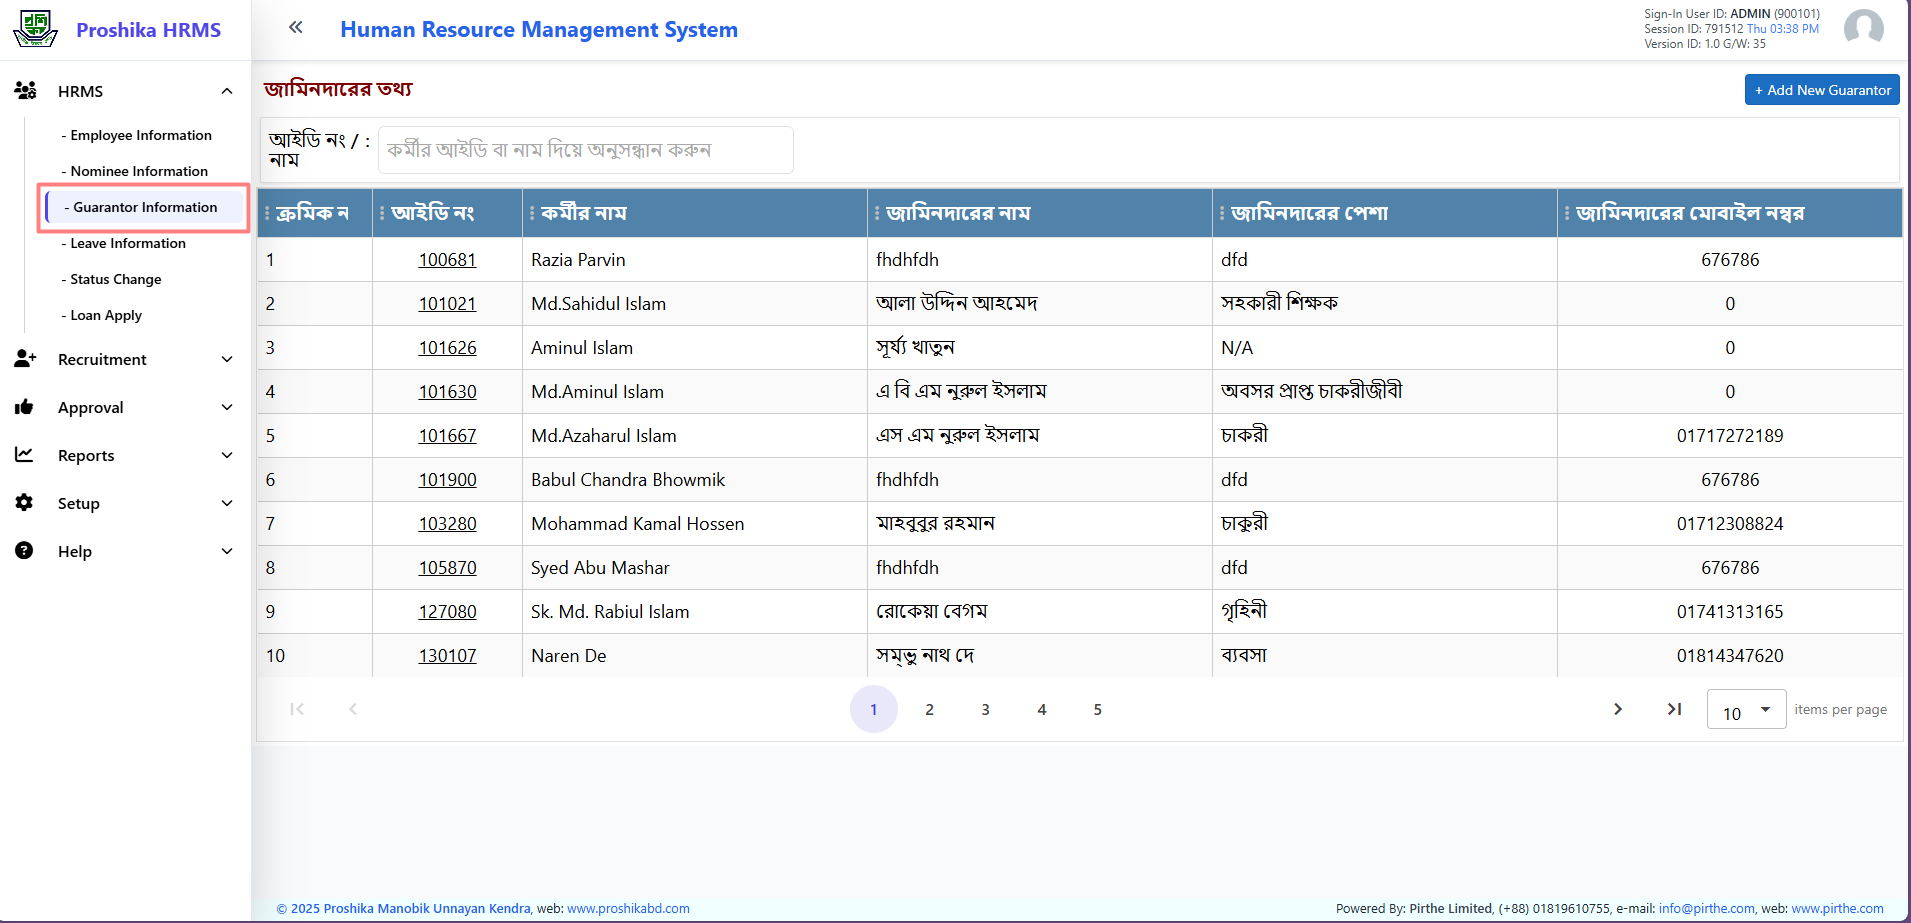 Proshika HRMS
Human Resource Management System
Sign-In User ID: ADMIN (900101)
Session ID: 791512 Thu 03:38 PM
Version ID: 1.0 G/W: 35
HRMS
- Employee Information
- Nominee Information
- Guarantor Information
- Leave Information
- Status Change
- Loan Apply
Recruitment
Approval
Reports
Setup
Help
জামিনদারের তথ্য
+ Add New Guarantor
আইডি নং / :
নাম
কর্মীর আইডি বা নাম দিয়ে অনুসন্ধান করুন
ক্রমিক ন আইডি নং কর্মীর নাম জামিনদারের নাম জামিনদারের পেশা জামিনদারের মোবাইল নম্বর
1 100681 Razia Parvin fhdhfdh dfd 676786
2 101021 Md.Sahidul Islam আলা উদ্দিন আহমেদ সহকারী শিক্ষক 0
3 101626 Aminul Islam সূর্য্য খাতুন N/A 0
4 101630 Md.Aminul Islam এ বি এম নুরুল ইসলাম অবসর প্রাপ্ত চাকরীজীবী 0
5 101667 Md.Azaharul Islam এস এম নুরুল ইসলাম চাকরী 01717272189
6 101900 Babul Chandra Bhowmik fhdhfdh dfd 676786
7 103280 Mohammad Kamal Hossen মাহবুবুর রহমান চাকুরী 01712308824
8 105870 Syed Abu Mashar fhdhfdh dfd 676786
9 127080 Sk. Md. Rabiul Islam রোকেয়া বেগম গৃহিনী 01741313165
10 130107 Naren De সম্ভু নাথ দে ব্যবসা 01814347620
1 2 3 4 5 10 items per page
© 2025 Proshika Manobik Unnayan Kendra, web: www.proshikabd.com
Powered By: Pirthe Limited, (+88) 01819610755, e-mail: info@pirthe.com, web: www.pirthe.com